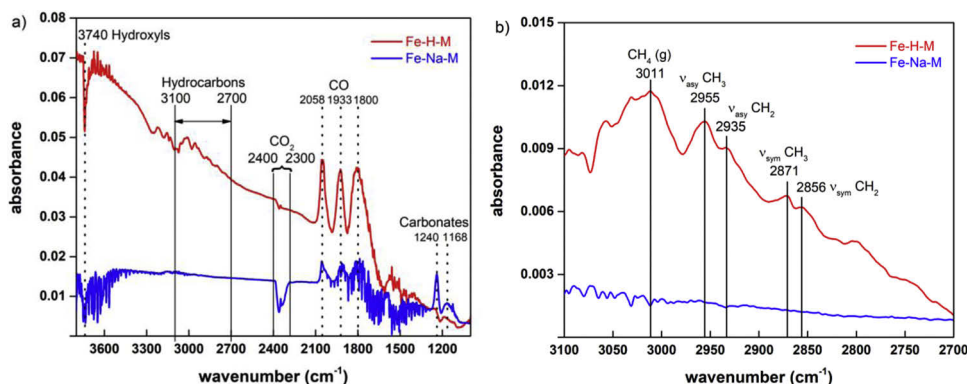 a)
0.08
0.07
0.06
0.05
0.04
0.03
0.02
0.01
absorbance
3740 Hydroxyls
Fe-H-M
Fe-Na-M
Hydrocarbons
3100 2700
CO
2058 1933 1800
CO2
2400 2300
Carbonates
1240 1168
3800 3300 3000 2700 2400 2100 1800 1500 1200
wavenumber (cm-1)
b)
0.015
0.012
0.009
0.006
0.003
absorbance
Fe-H-M
Fe-Na-M
CH4 (g)
3011
νasy CH3
2955
νasy CH2
2935
νsym CH3
2871
2856 νsym CH2
3100 3050 3000 2950 2900 2850 2800 2750 2700
wavenumber (cm-1)